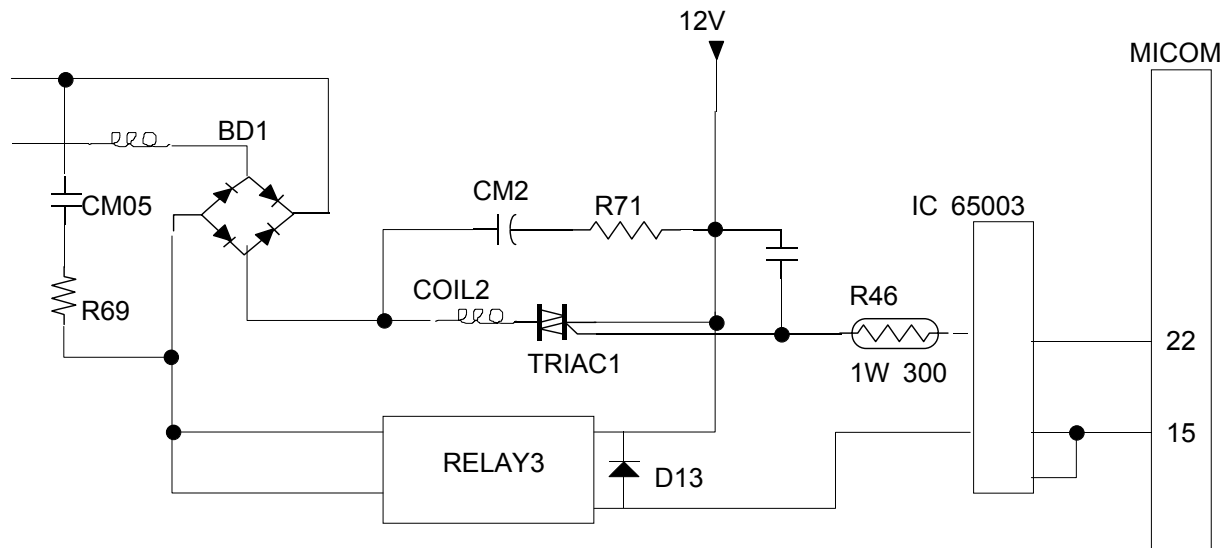 12V
MICOM
BD1
CM05
CM2
R71
IC 65003
R69
COIL2
R46
TRIAC1
1W 300
22
RELAY3
D13
15